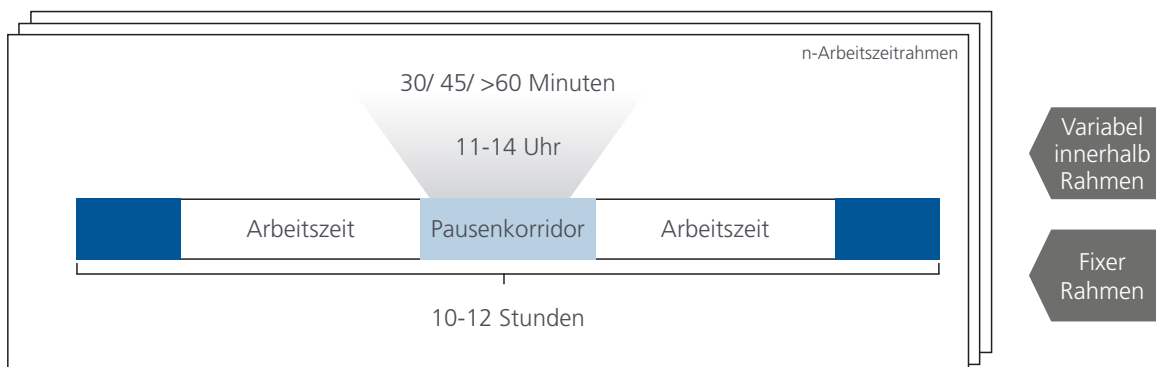 n-Arbeitszeitrahmen
30/ 45/ >60 Minuten
11-14 Uhr
Arbeitszeit
Pausenkorridor
Arbeitszeit
10-12 Stunden
Variabel
innerhalb
Rahmen
Fixer
Rahmen